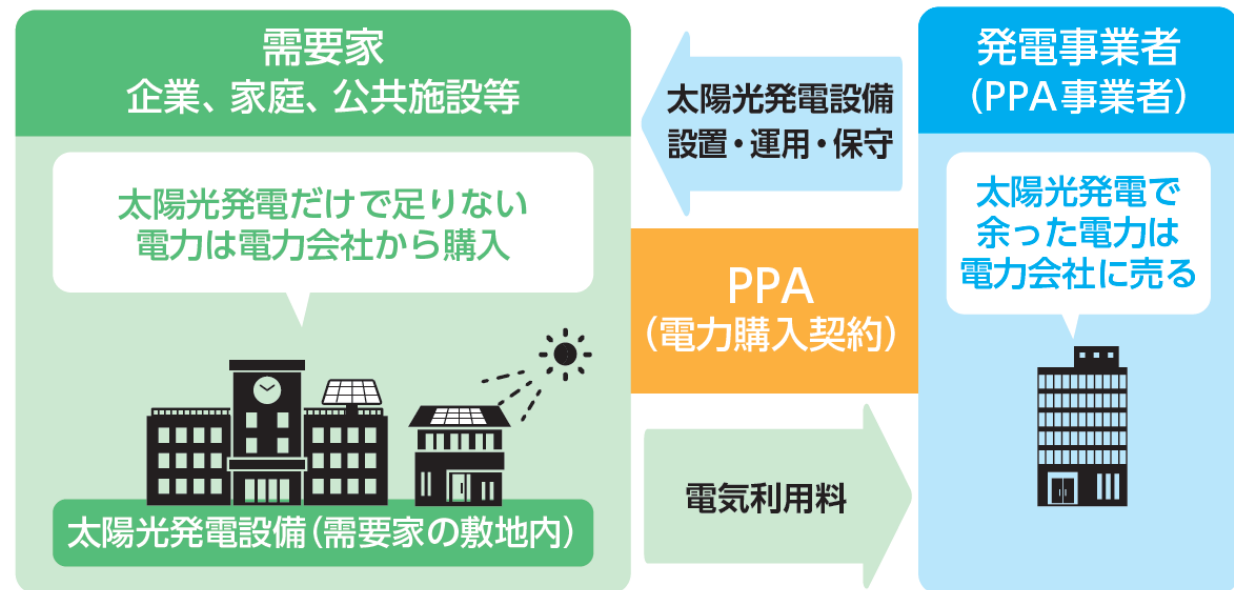 需要家
企業、家庭、公共施設等
太陽光発電だけで足りない
電力は電力会社から購入
太陽光発電設備(需要家の敷地内)
太陽光発電設備
設置・運用・保守
PPA
(電力購入契約)
電気利用料
発電事業者
(PPA事業者)
太陽光発電で
余った電力は
電力会社に売る